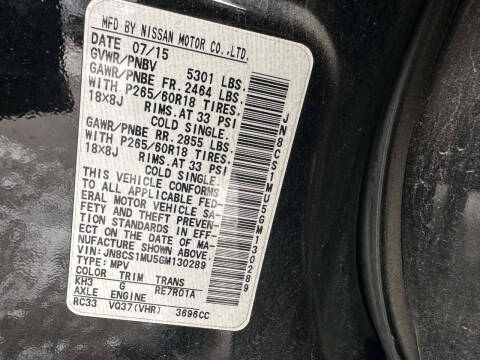 MFD BY NISSAN MOTOR CO.,LTD.
DATE 07/15
GVWR/PNBV 5301 LBS.
GAWR/PNBE FR. 2464 LBS.
WITH P265/60R18 TIRES,
18X8J RIMS, AT 33 PSI
COLD SINGLE.
GAWR/PNBE RR. 2855 LBS.
WITH P265/60R18 TIRES,
18X8J RIMS, AT 33 PSI
COLD SINGLE.
THIS VEHICLE CONFORMS
TO ALL APPLICABLE FED-
ERAL MOTOR VEHICLE SA-
FETY AND THEFT PREVEN-
TION STANDARDS IN EFF-
ECT ON THE DATE OF MA-
NUFACTURE SHOWN ABOVE.
VIN: JN8CS1MU5GM130289
TYPE: MPV
COLOR TRIM TRANS
KH3 G RE7R01A
AXLE ENGINE
RC33 VQ37(VHR) 3696CC
JN8CS1MU5GM130289